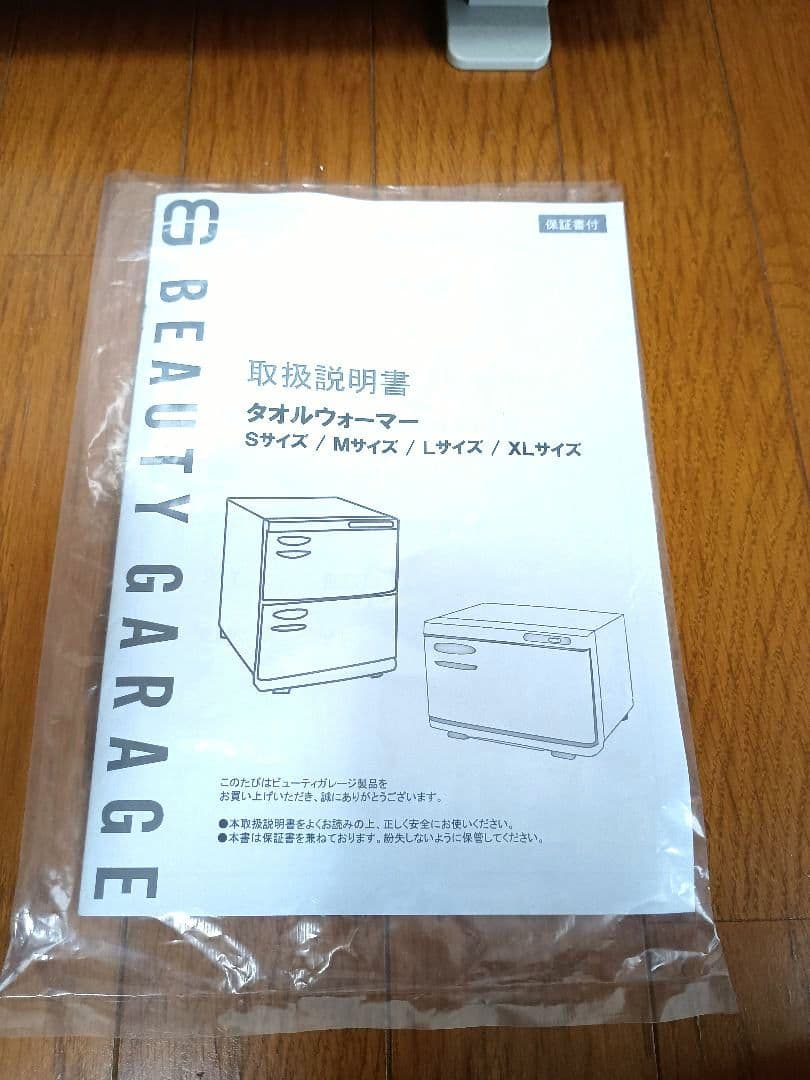 保証書付
BEAUTY GARAGE
取扱説明書
タオルウォーマー
Sサイズ / Mサイズ / Lサイズ / XLサイズ
このたびはビューティガレージ製品を
お買い上げいただき、誠にありがとうございます。
●本取扱説明書をよくお読みの上、正しく安全にお使いください。
●本書は保証書を兼ねております。紛失しないように保管してください。